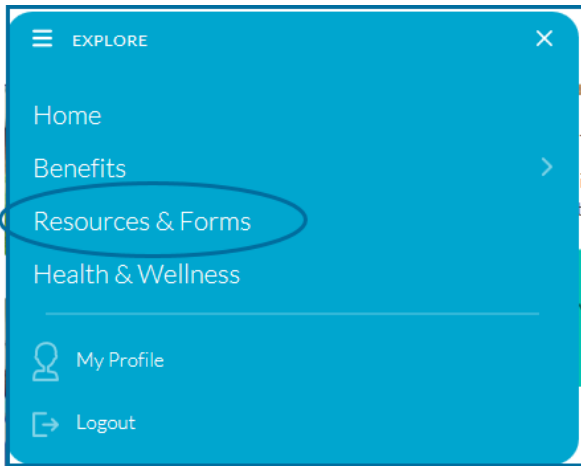 EXPLORE
Home
Benefits
Resources & Forms
Health & Wellness
My Profile
Logout